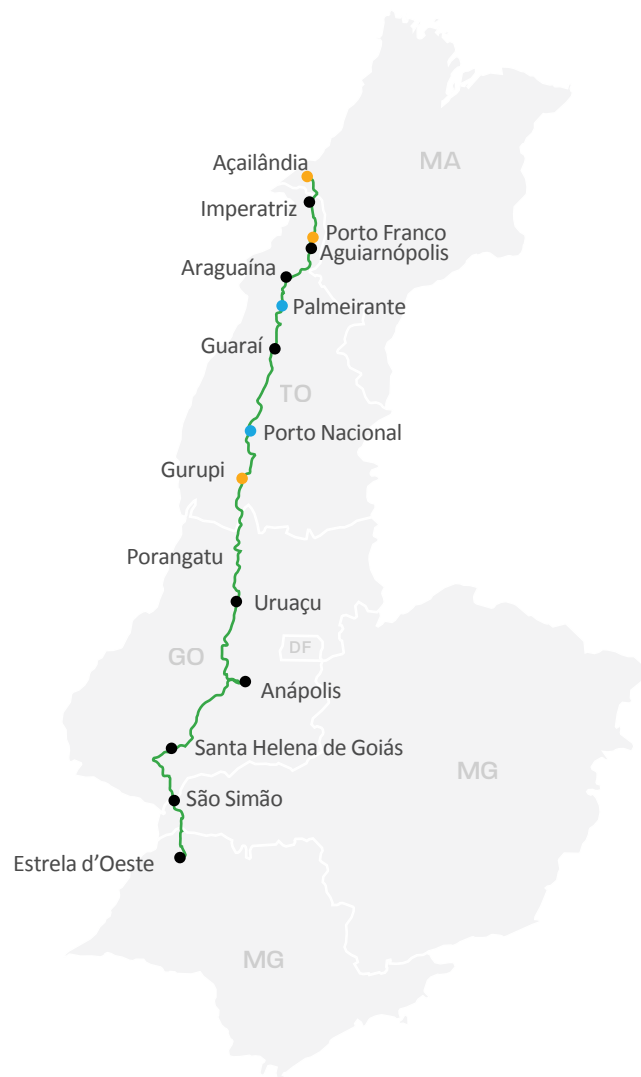 MA
Açailândia
Imperatriz
Porto Franco
Aguiarnópolis
Araguaína
Palmeirante
Guaraí
TO
Porto Nacional
Gurupi
Porangatu
Uruaçu
DF
GO
Anápolis
Santa Helena de Goiás
MG
São Simão
Estrela d’Oeste
MG